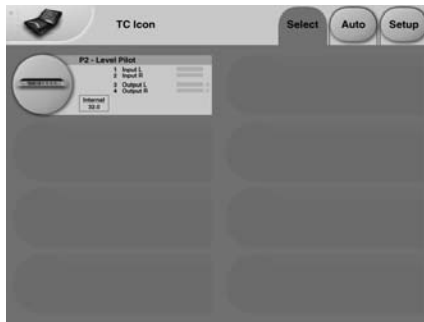 TC Icon
Select
Auto
Setup
P2 - Level Pilot
1 Input L
2 Input R
3 Output L
4 Output R
Internal